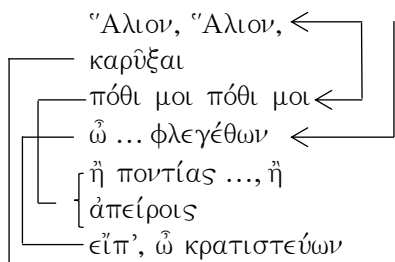 Ἅλιον, Ἅλιον,
καρῦξαι
πόθι μοι πόθι μοι
ὦ ... φλεγέθων
ἢ ποντίας ..., ἢ
ἀπείροις
εἴπ', ὦ κρατιστεύων